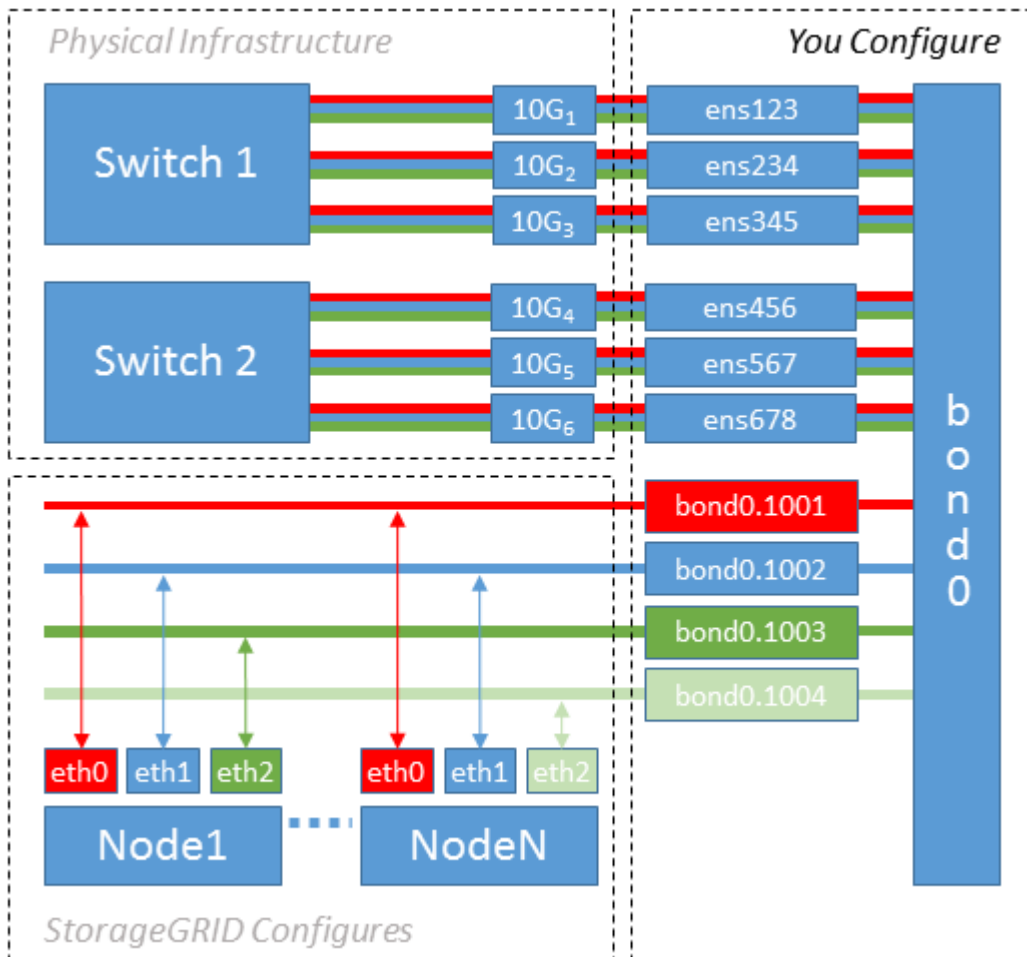 Physical Infrastructure
You Configure
Switch 1
10G₁
ens123
10G₂
ens234
10G₃
ens345
Switch 2
10G₄
ens456
10G₅
ens567
10G₆
ens678
bond0
bond0.1001
bond0.1002
bond0.1003
bond0.1004
eth0
eth1
eth2
eth0
eth1
eth2
Node1
NodeN
StorageGRID Configures